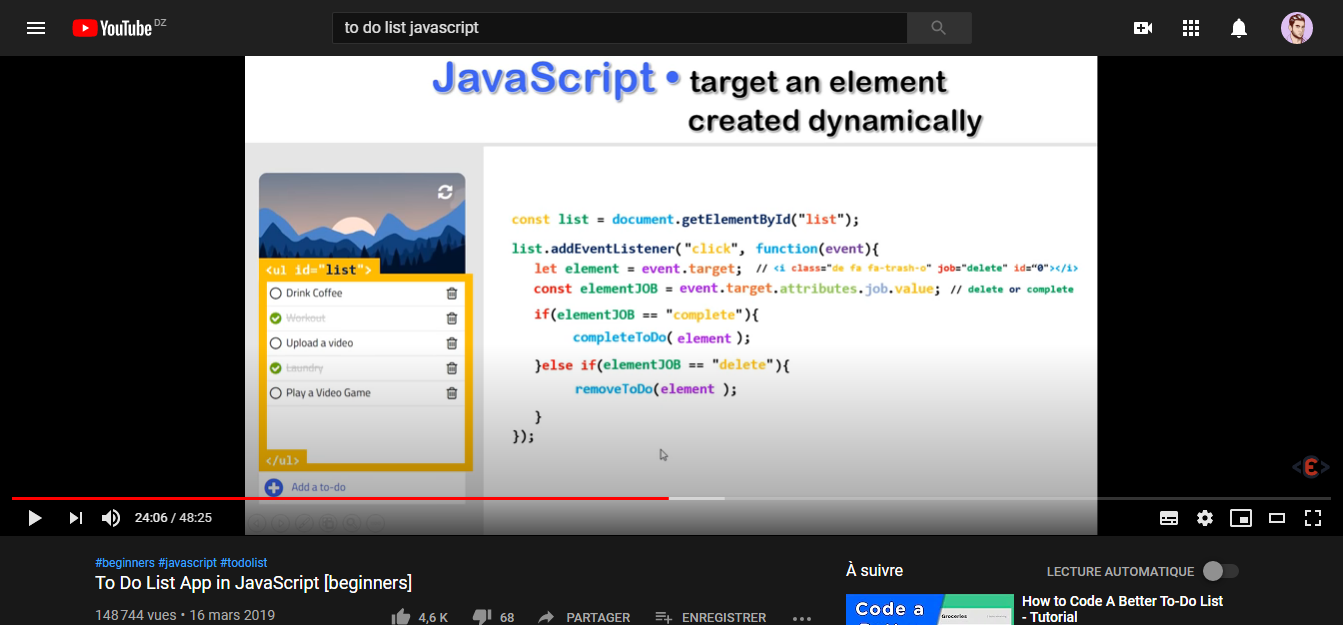 YouTube DZ
to do list javascript
JavaScript • target an element
created dynamically
<ul id="list">
Drink Coffee
Workout
Upload a video
Laundry
Play a Video Game
</ul>
Add a to-do
const list = document.getElementById("list");
list.addEventListener("click", function(event){
let element = event.target; // <i class="de fa fa-trash-o" job="delete" id="0"></i>
const elementJOB = event.target.attributes.job.value; // delete or complete
if(elementJOB == "complete"){
completeToDo( element );
}else if(elementJOB == "delete"){
removeToDo(element );
}
});
<E>
24:06 / 48:25
#beginners #javascript #todolist
To Do List App in JavaScript [beginners]
148 744 vues • 16 mars 2019
4,6 K
68
PARTAGER
ENREGISTRER
À suivre
LECTURE AUTOMATIQUE
Code a
Groceries
How to Code A Better To-Do List
- Tutorial